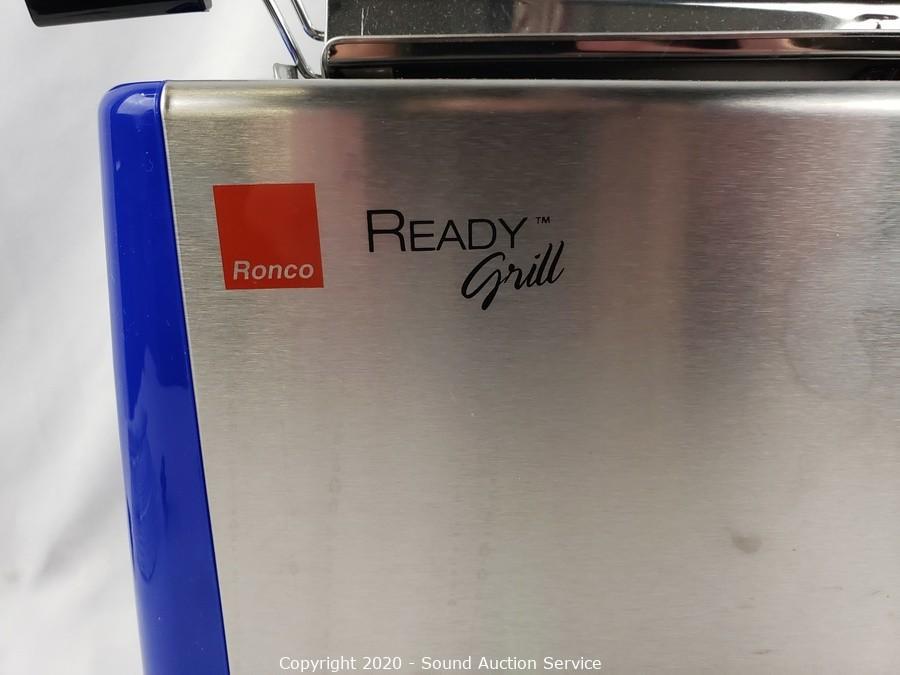 Ronco
READY™
Grill
Copyright 2020 - Sound Auction Service